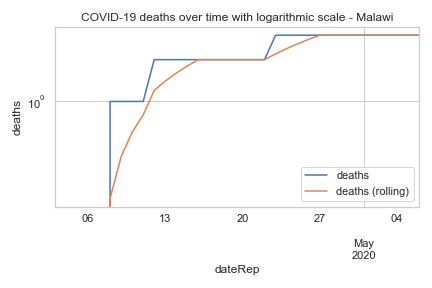 COVID-19 deaths over time with logarithmic scale - Malawi
deaths
10⁰
deaths
deaths (rolling)
06 13 20 27 04
May
2020
dateRep